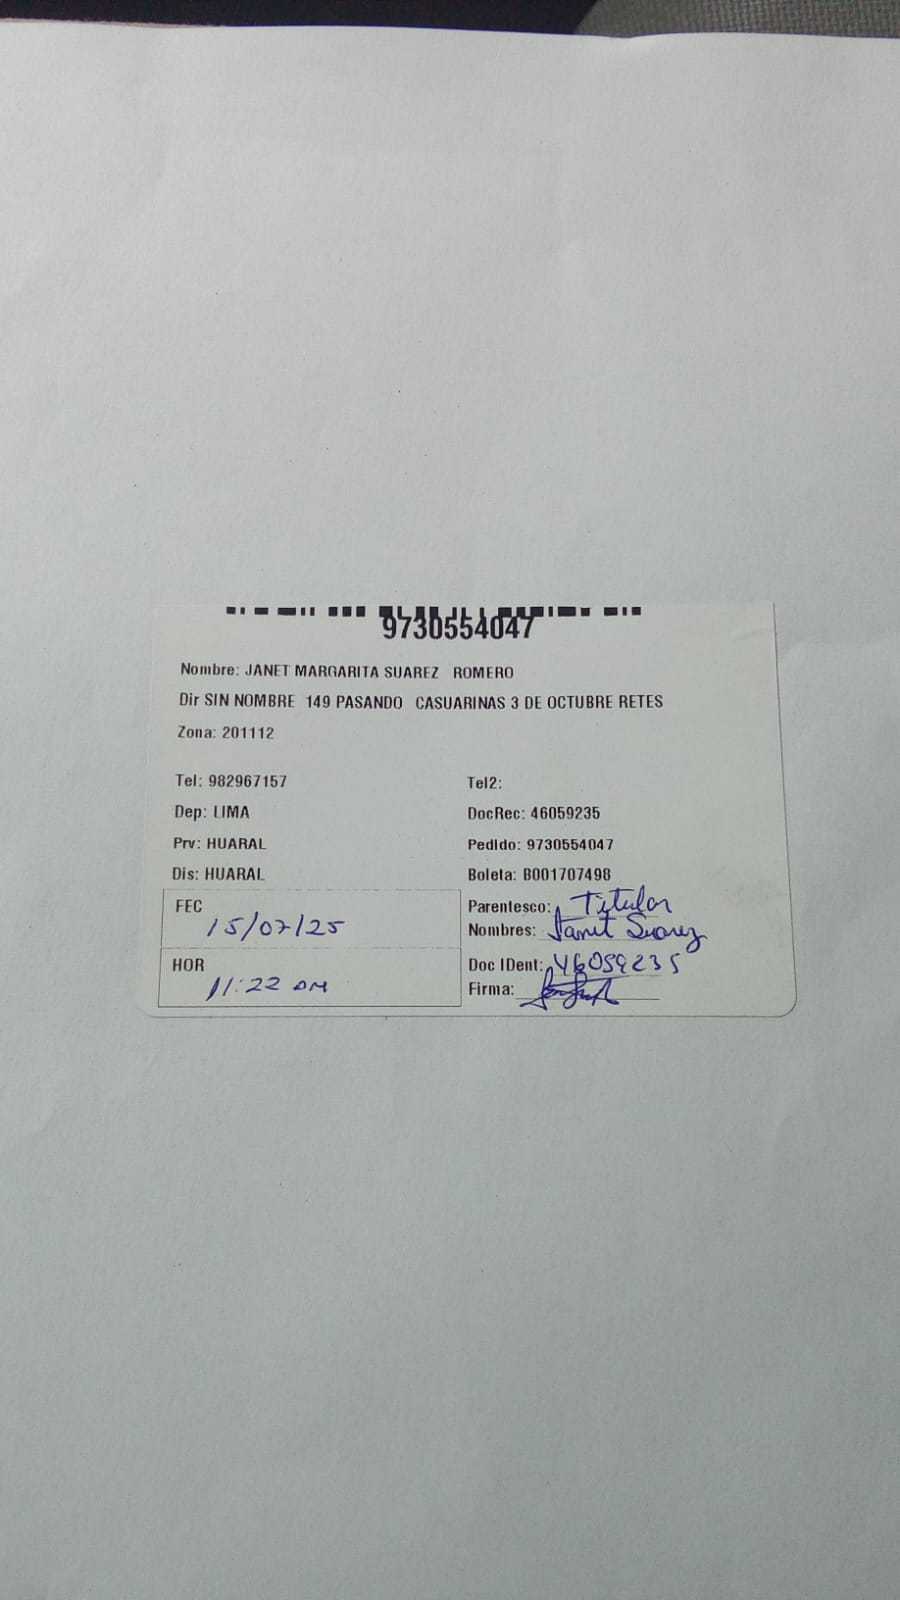 9730554047
Nombre: JANET MARGARITA SUAREZ ROMERO
Dir SIN NOMBRE 149 PASANDO CASUARINAS 3 DE OCTUBRE RETES
Zona: 201112
Tel: 982967157 Tel2:
Dep: LIMA DocRec: 46059235
Prv: HUARAL PedIdo: 9730554047
Dis: HUARAL Boleta: B001707498
FEC 15/07/25 Parentesco: Titular
Nombres: Janet Suarez
HOR 11:22 am Doc IDent: 46059235
Firma: